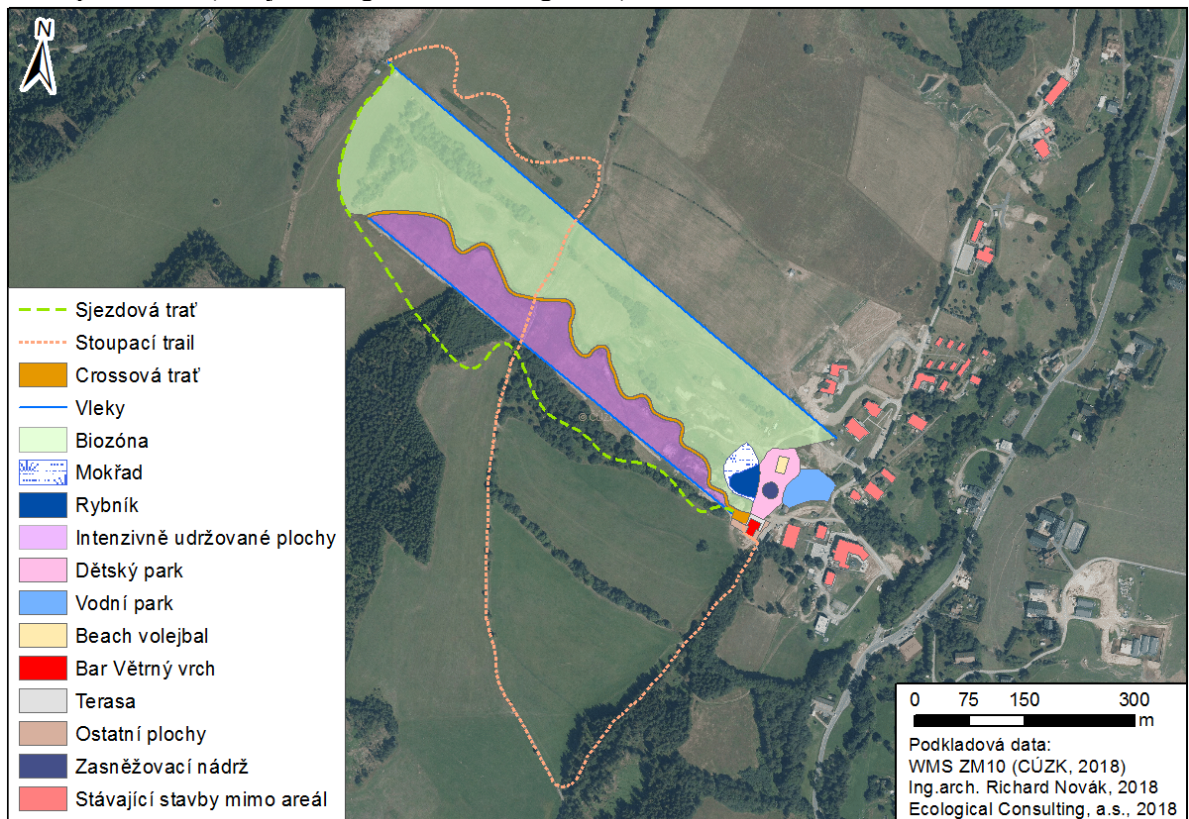 N
Sjezdová trať
Stoupací trail
Crossová trať
Vleky
Biozóna
Mokřad
Rybník
Intenzivně udržované plochy
Dětský park
Vodní park
Beach volejbal
Bar Větrný vrch
Terasa
Ostatní plochy
Zasněžovací nádrž
Stávající stavby mimo areál
0 75 150 300
m
Podkladová data:
WMS ZM10 (CÚZK, 2018)
Ing.arch. Richard Novák, 2018
Ecological Consulting, a.s., 2018